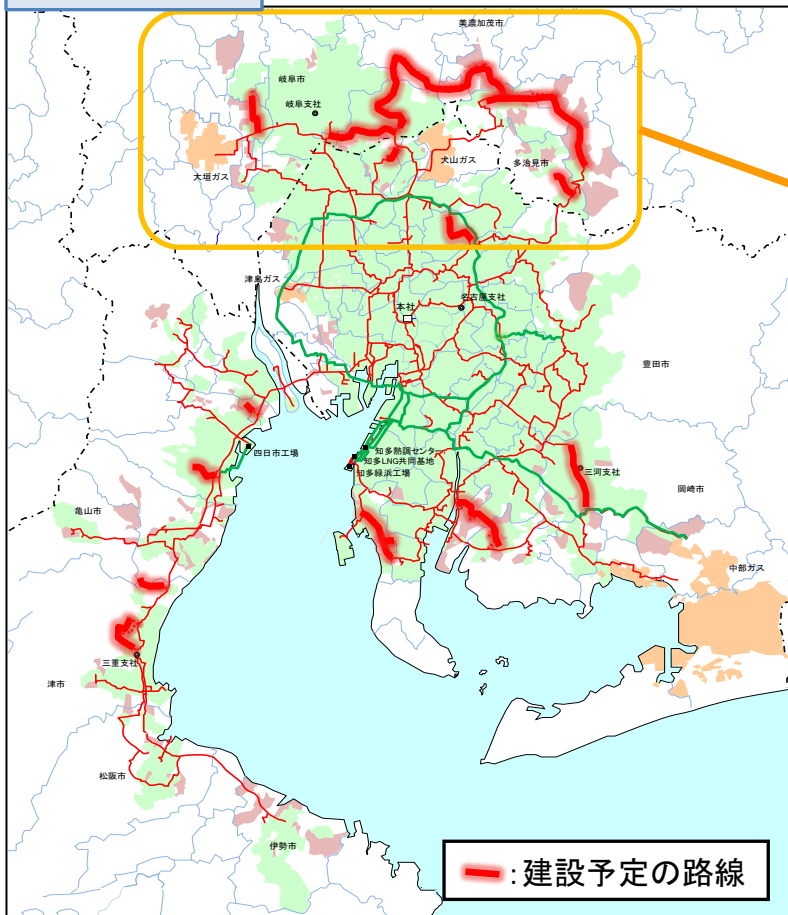 美濃加茂市
岐阜市
岐阜支社
犬山ガス
多治見市
大垣ガス
津島ガス
名古屋支社
本社
豊田市
知多熱調センター
四日市工場
知多LNG共同基地
知多緑浜工場
三河支社
岡崎市
亀山市
中部ガス
三重支社
津市
松阪市
伊勢市
:建設予定の路線